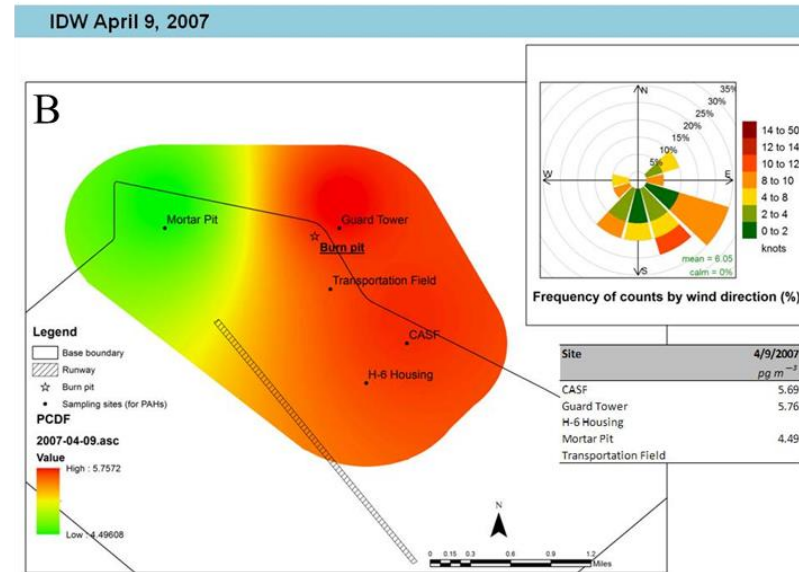 IDW April 9, 2007
B
Mortar Pit
Guard Tower
Burn pit
Transportation Field
CASF
H-6 Housing
Legend
Base boundary
Runway
Burn pit
Sampling sites (for PAHs)
PCDF
2007-04-09.asc
Value
High : 5.7572
Low : 4.49608
N
0 0.15 0.3 0.6 0.9 1.2
Miles
N
W
E
S
5%
10%
15%
20%
25%
30%
35%
14 to 50
12 to 14
10 to 12
8 to 10
4 to 8
2 to 4
0 to 2
knots
mean = 6.05
calm = 0%
Frequency of counts by wind direction (%)
Site 4/9/2007
pg m⁻³
CASF 5.69
Guard Tower 5.76
H-6 Housing
Mortar Pit 4.49
Transportation Field